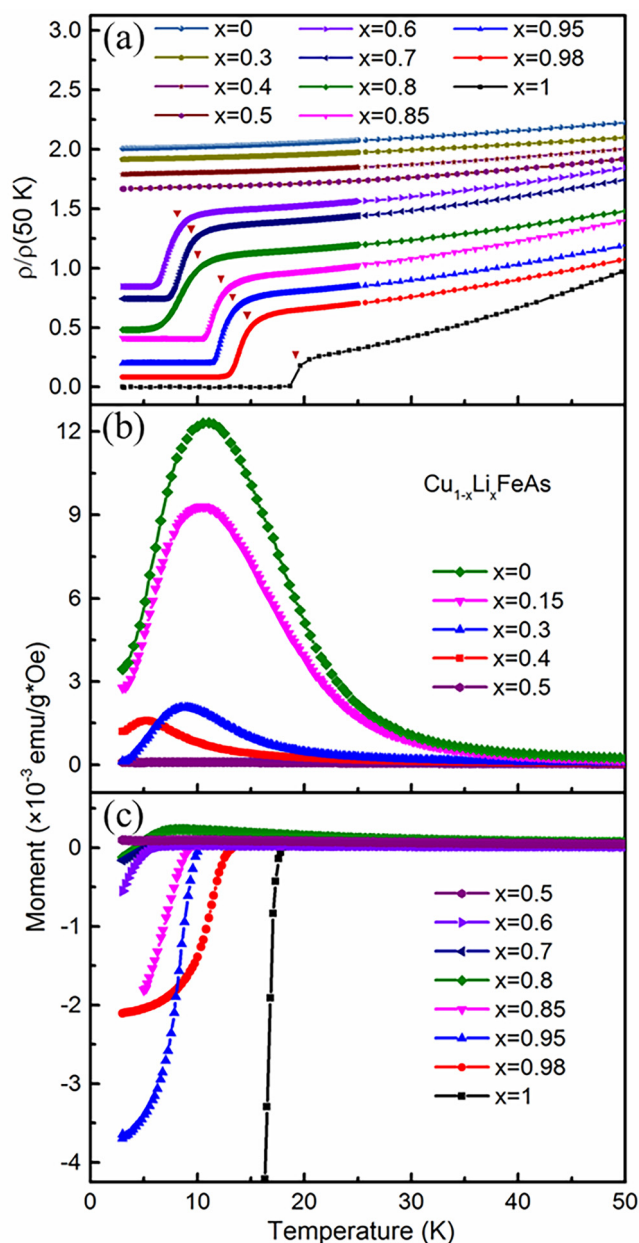 (a)
x=0 x=0.6 x=0.95
x=0.3 x=0.7 x=0.98
x=0.4 x=0.8 x=1
x=0.5 x=0.85
ρ/ρ(50 K)
3.0
2.5
2.0
1.5
1.0
0.5
0.0
(b)
Cu1-xLixFeAs
x=0
x=0.15
x=0.3
x=0.4
x=0.5
12
9
6
3
0
Moment (×10⁻³ emu/g*Oe)
(c)
x=0.5
x=0.6
x=0.7
x=0.8
x=0.85
x=0.95
x=0.98
x=1
0
-1
-2
-3
-4
0 10 20 30 40 50
Temperature (K)